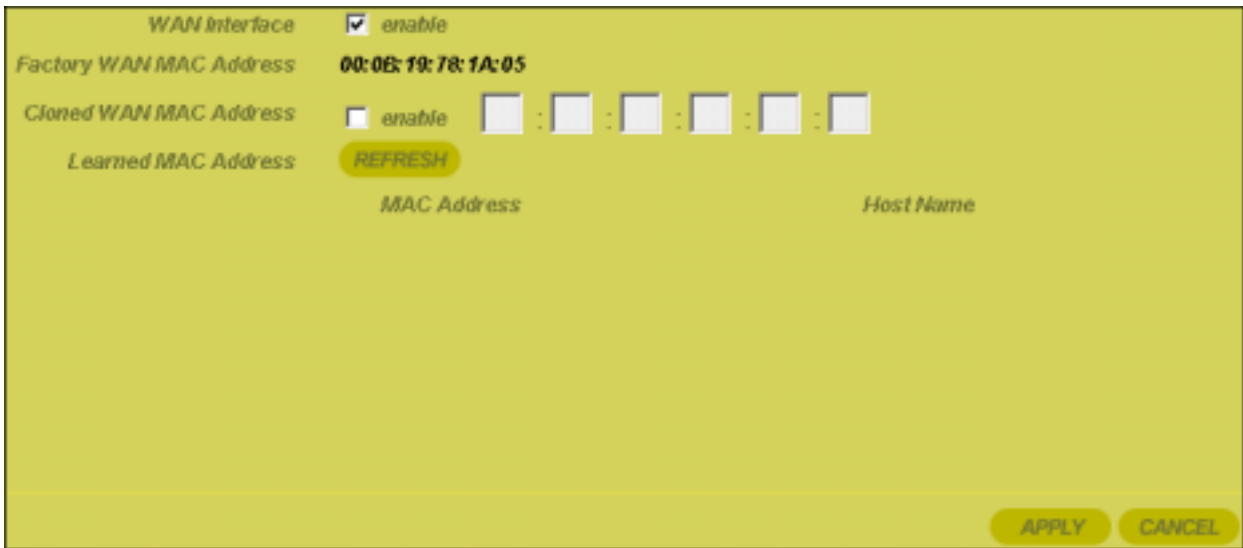 WAN Interface enable
Factory WAN MAC Address 00:0B:19:78:1A:05
Cloned WAN MAC Address enable : : : : :
Learned MAC Address REFRESH
MAC Address Host Name
APPLY CANCEL